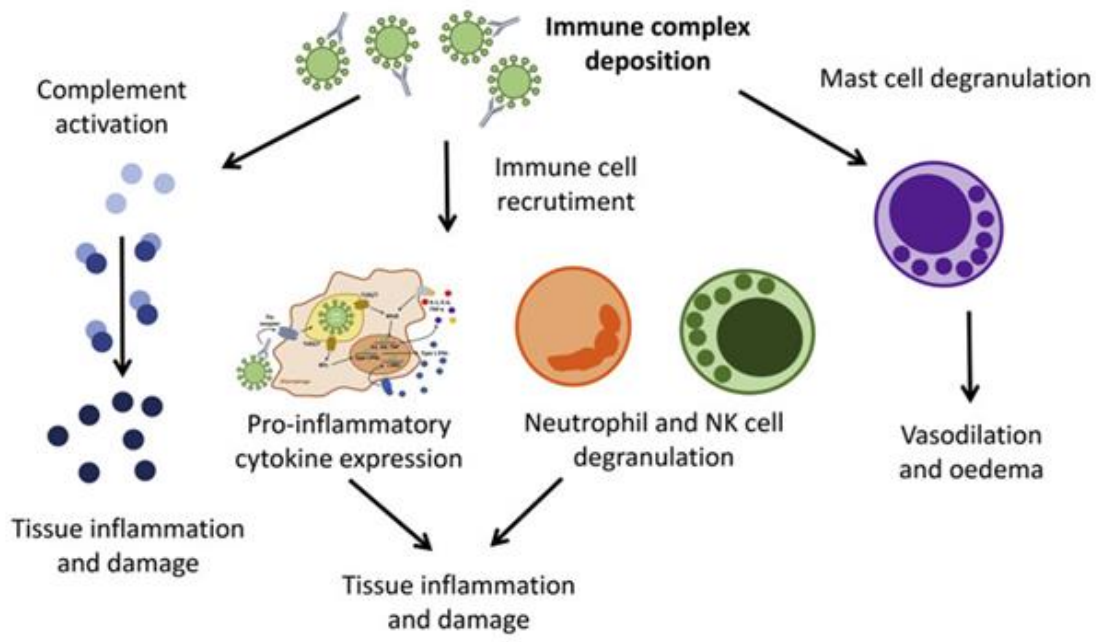 Immune complex
deposition
Complement
activation
Mast cell degranulation
Immune cell
recrutiment
Pro-inflammatory
cytokine expression
Neutrophil and NK cell
degranulation
Vasodilation
and oedema
Tissue inflammation
and damage
Tissue inflammation
and damage